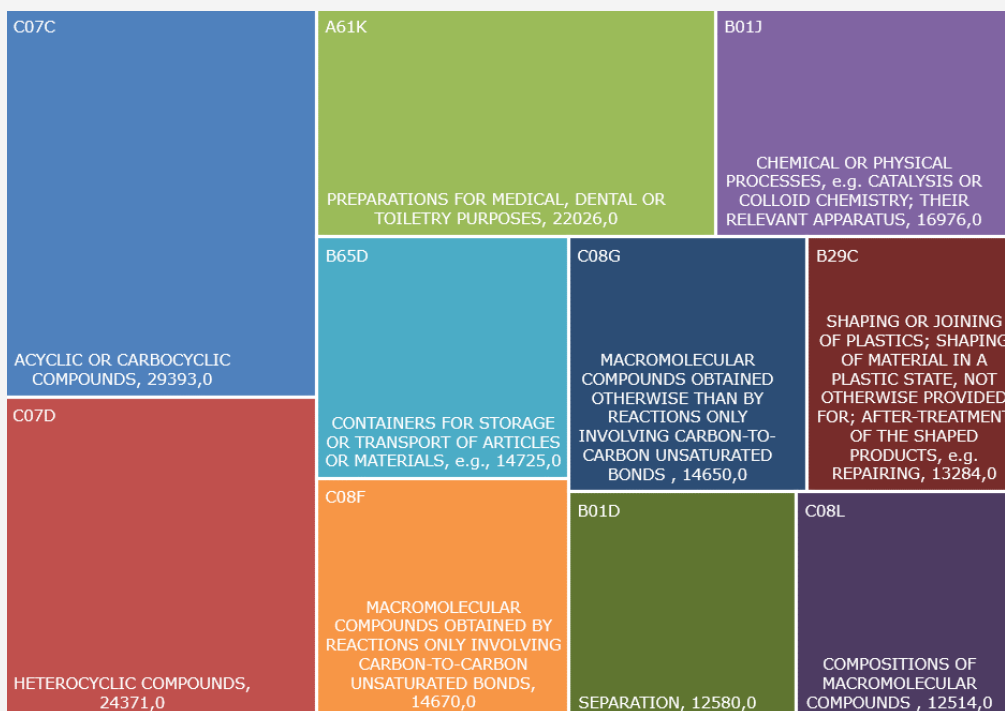 C07C
ACYCLIC OR CARBOCYCLIC
COMPOUNDS, 29393,0
C07D
HETEROCYCLIC COMPOUNDS,
24371,0
A61K
PREPARATIONS FOR MEDICAL, DENTAL OR
TOILETRY PURPOSES, 22026,0
B01J
CHEMICAL OR PHYSICAL
PROCESSES, e.g. CATALYSIS OR
COLLOID CHEMISTRY; THEIR
RELEVANT APPARATUS, 16976,0
B65D
CONTAINERS FOR STORAGE
OR TRANSPORT OF ARTICLES
OR MATERIALS, e.g., 14725,0
C08F
MACROMOLECULAR
COMPOUNDS OBTAINED BY
REACTIONS ONLY INVOLVING
CARBON-TO-CARBON
UNSATURATED BONDS,
14670,0
C08G
MACROMOLECULAR
COMPOUNDS OBTAINED
OTHERWISE THAN BY
REACTIONS ONLY
INVOLVING CARBON-TO-
CARBON UNSATURATED
BONDS , 14650,0
B29C
SHAPING OR JOINING
OF PLASTICS; SHAPING
OF MATERIAL IN A
PLASTIC STATE, NOT
OTHERWISE PROVIDED
FOR; AFTER-TREATMENT
OF THE SHAPED
PRODUCTS, e.g.
REPAIRING, 13284,0
B01D
SEPARATION, 12580,0
C08L
COMPOSITIONS OF
MACROMOLECULAR
COMPOUNDS , 12514,0